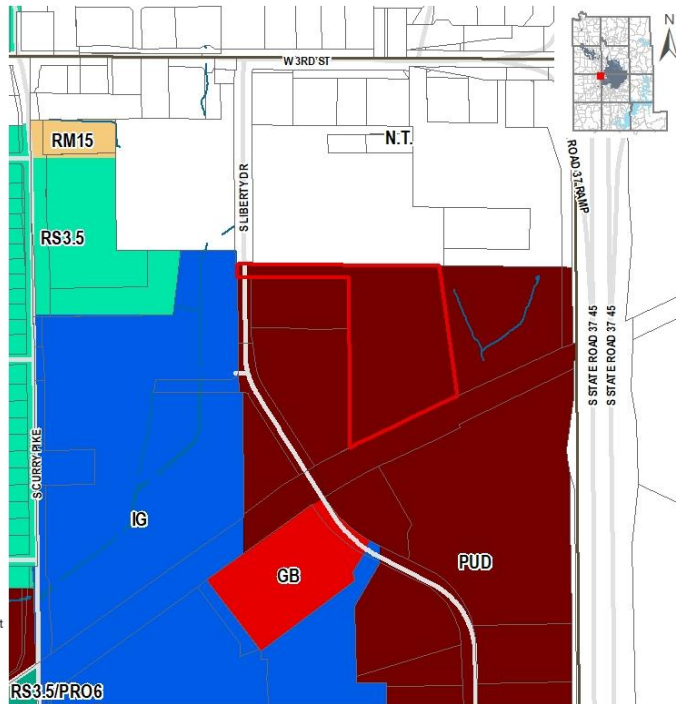 N
W 3RD ST
RM15
N.T.
ROAD 37-RAMP
S LIBERTY DR
RS3.5
S STATE ROAD 37 45
S STATE ROAD 37 45
S CURRY PIKE
IG
PUD
GB
t
RS3.5/PRO6